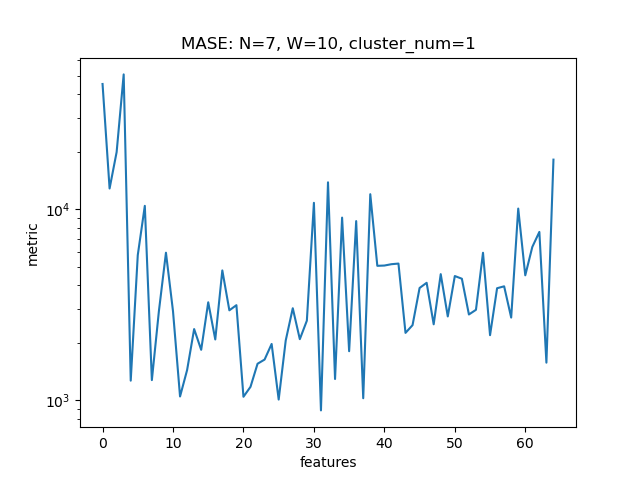 MASE: N=7, W=10, cluster_num=1
metric
10^4
10^3
0 10 20 30 40 50 60
features